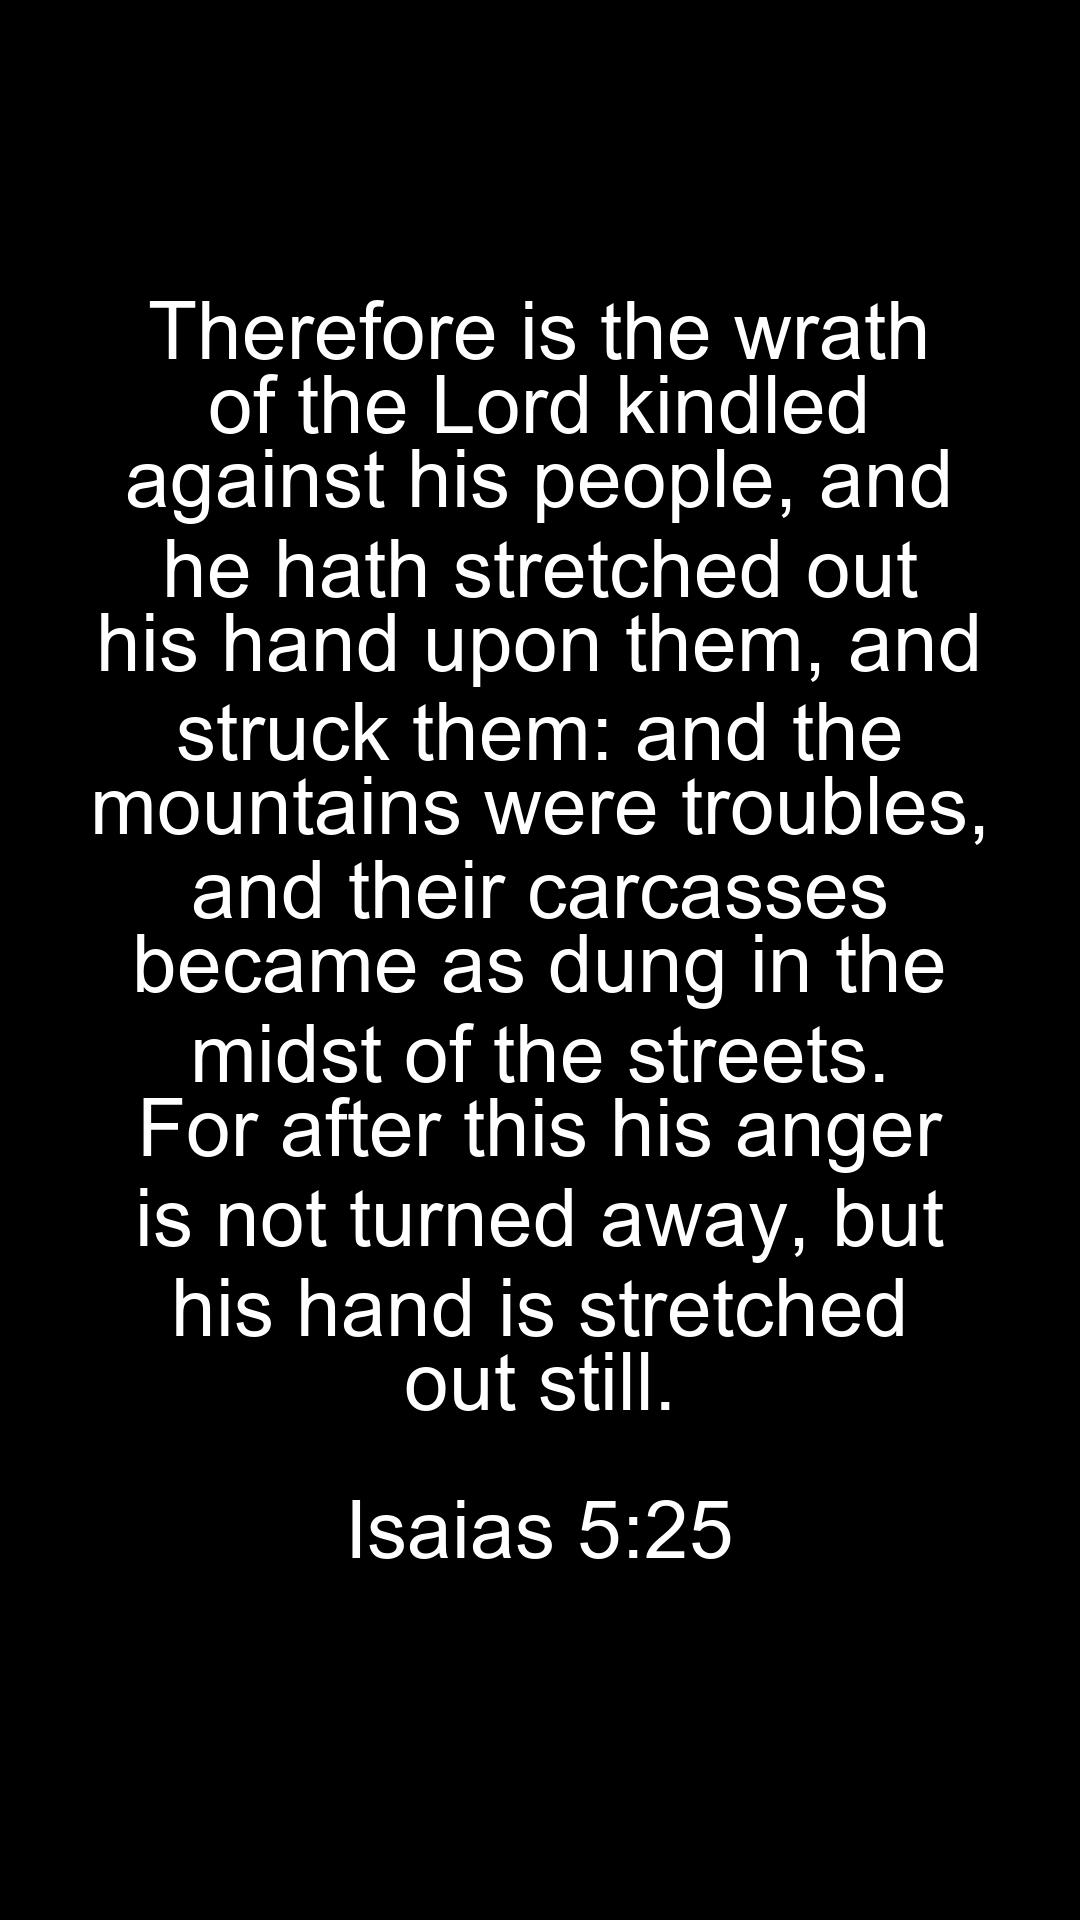 Therefore is the wrath
of the Lord kindled
against his people, and
he hath stretched out
his hand upon them, and
struck them: and the
mountains were troubles,
and their carcasses
became as dung in the
midst of the streets.
For after this his anger
is not turned away, but
his hand is stretched
out still.
Isaias 5:25